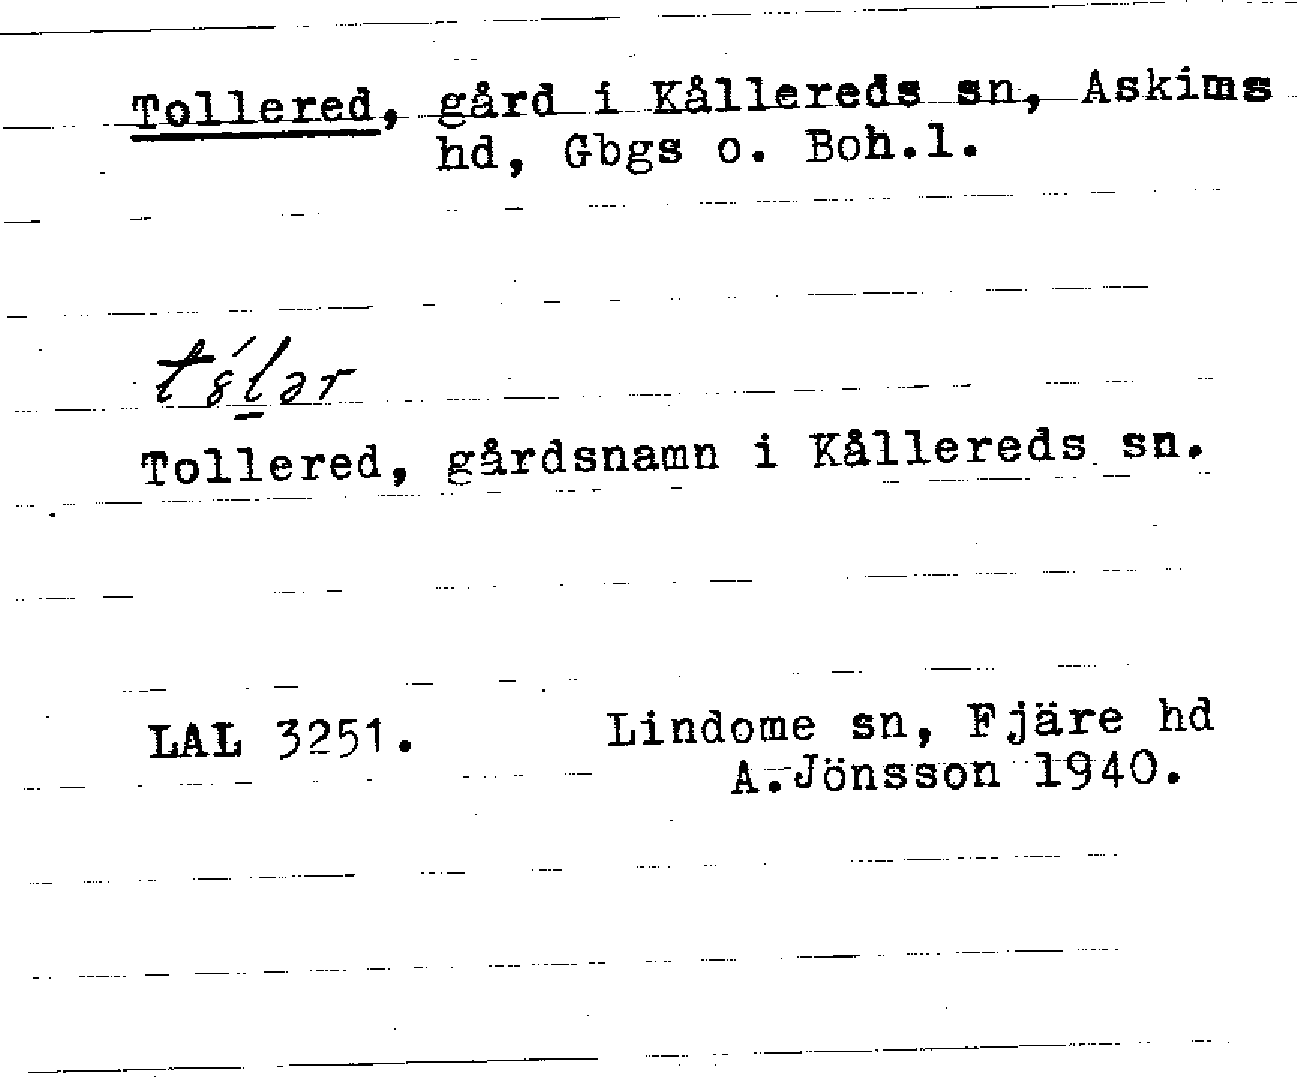 Tollered, gård i Kållereds sn, Askims
hd, Gbgs o. Boh.l.
Tollered, gårdsnamn i Kållereds sn.
LAL 3251.
Lindome sn, Fjäre hd
A. Jönsson 1940.